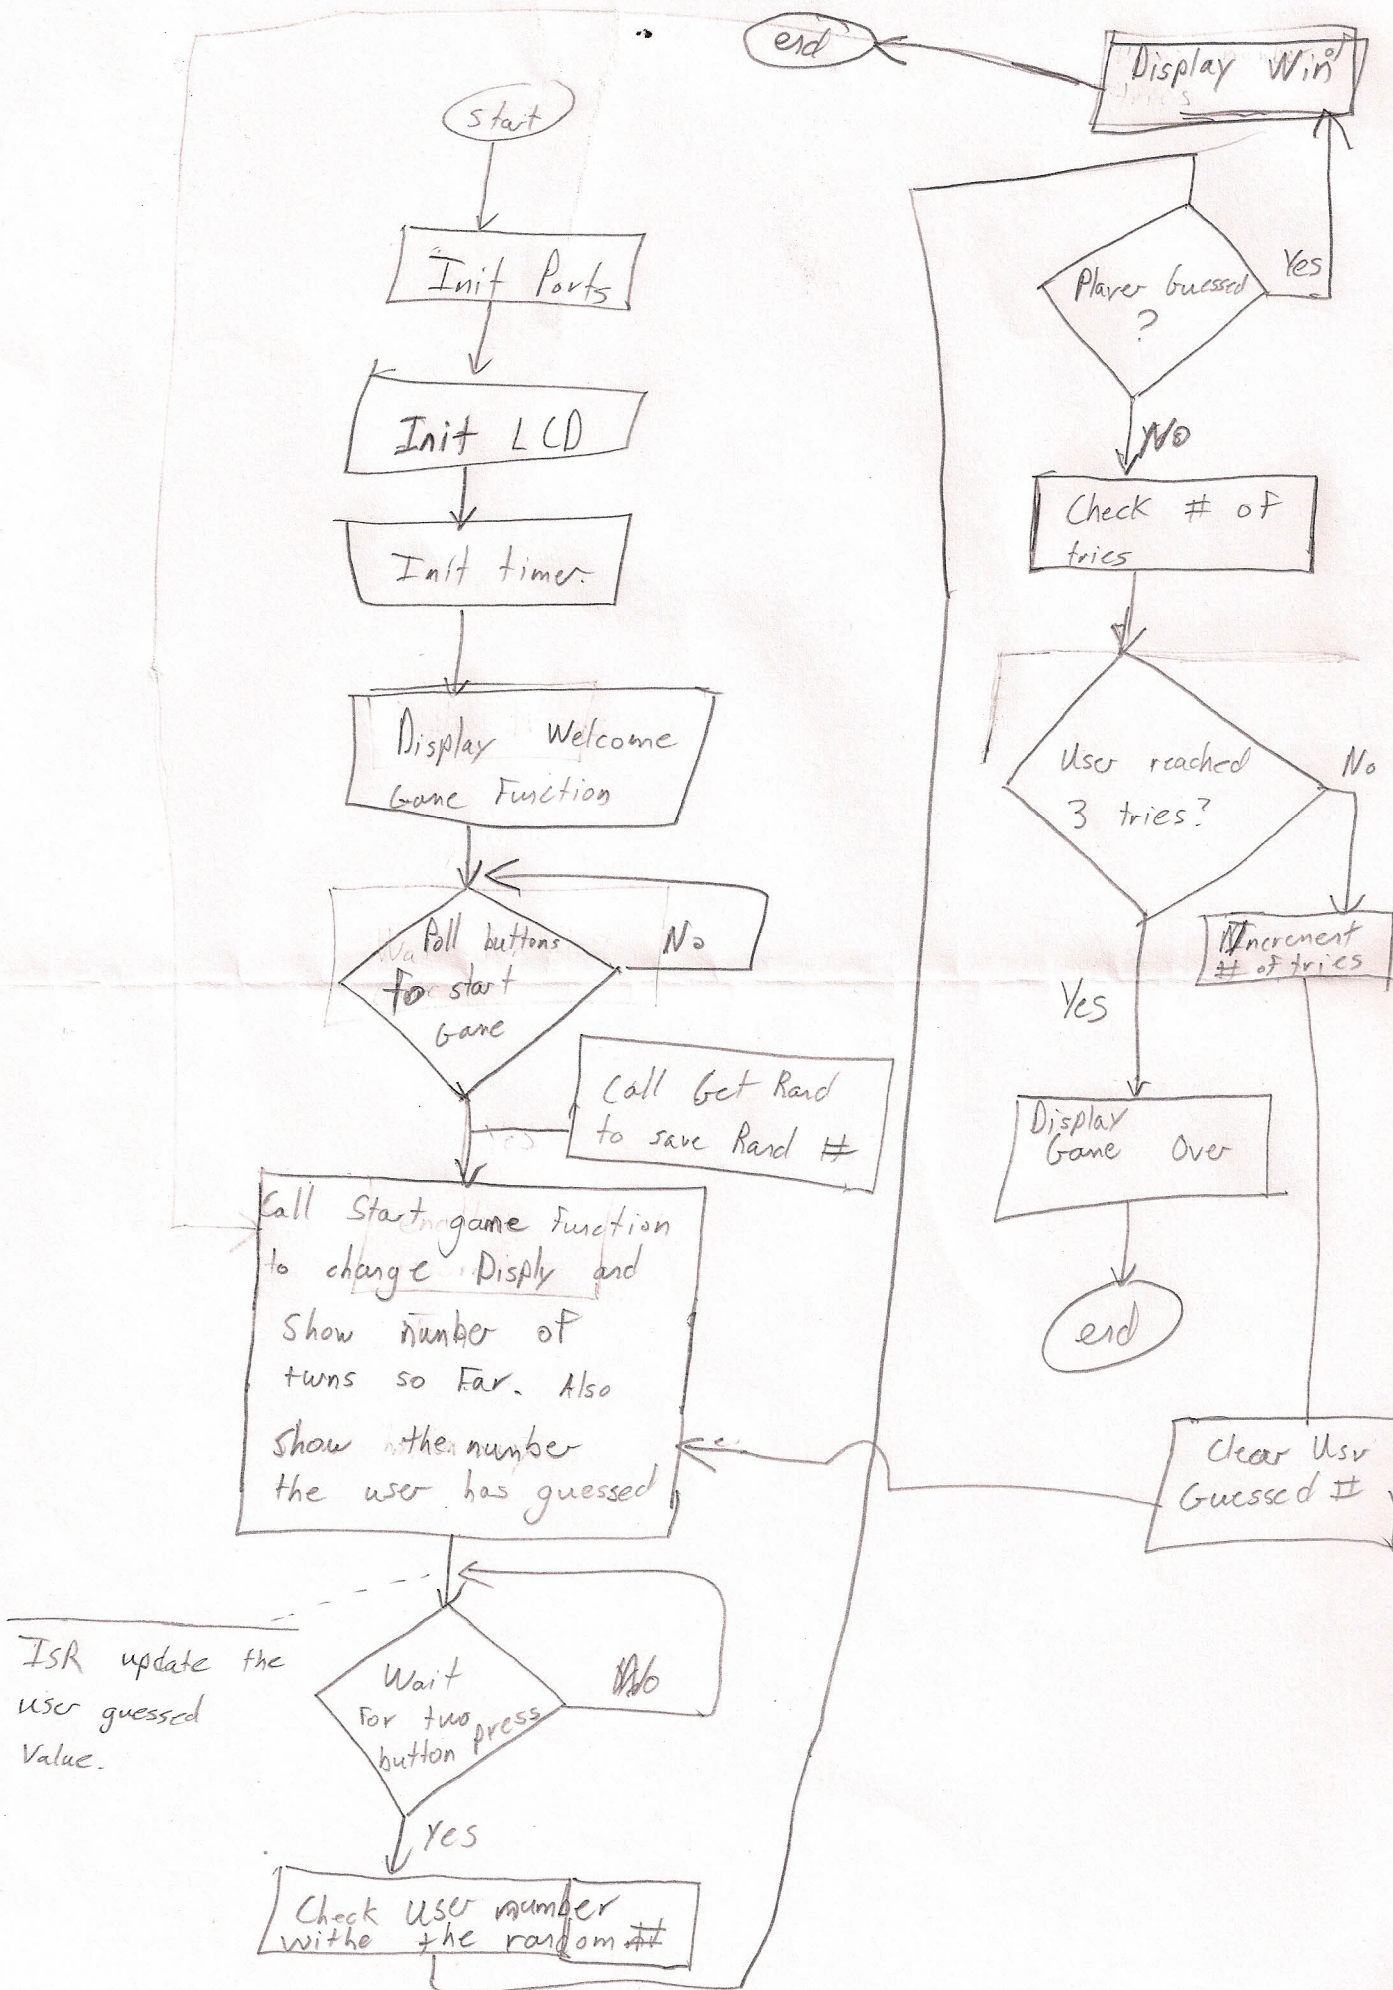 start
Init Ports
Init LCD
Init timer.
Display Welcome
Game Function
Poll buttons
For start
Game
No
Yes
Call Get Rand
to save Rand #
Call Start game Function
to change Disply and
Show number of
turns so Far. Also
show the number
the user has guessed
ISR update the
user guessed
Value.
Wait
For two press
button
No
Yes
Check user number
withe the random #
end
Display Win
Player Guessed
?
Yes
No
Check # of
tries
User reached
3 tries?
No
Increment
# of tries
Yes
Display
Game Over
end
Clear Usr
Guessed #